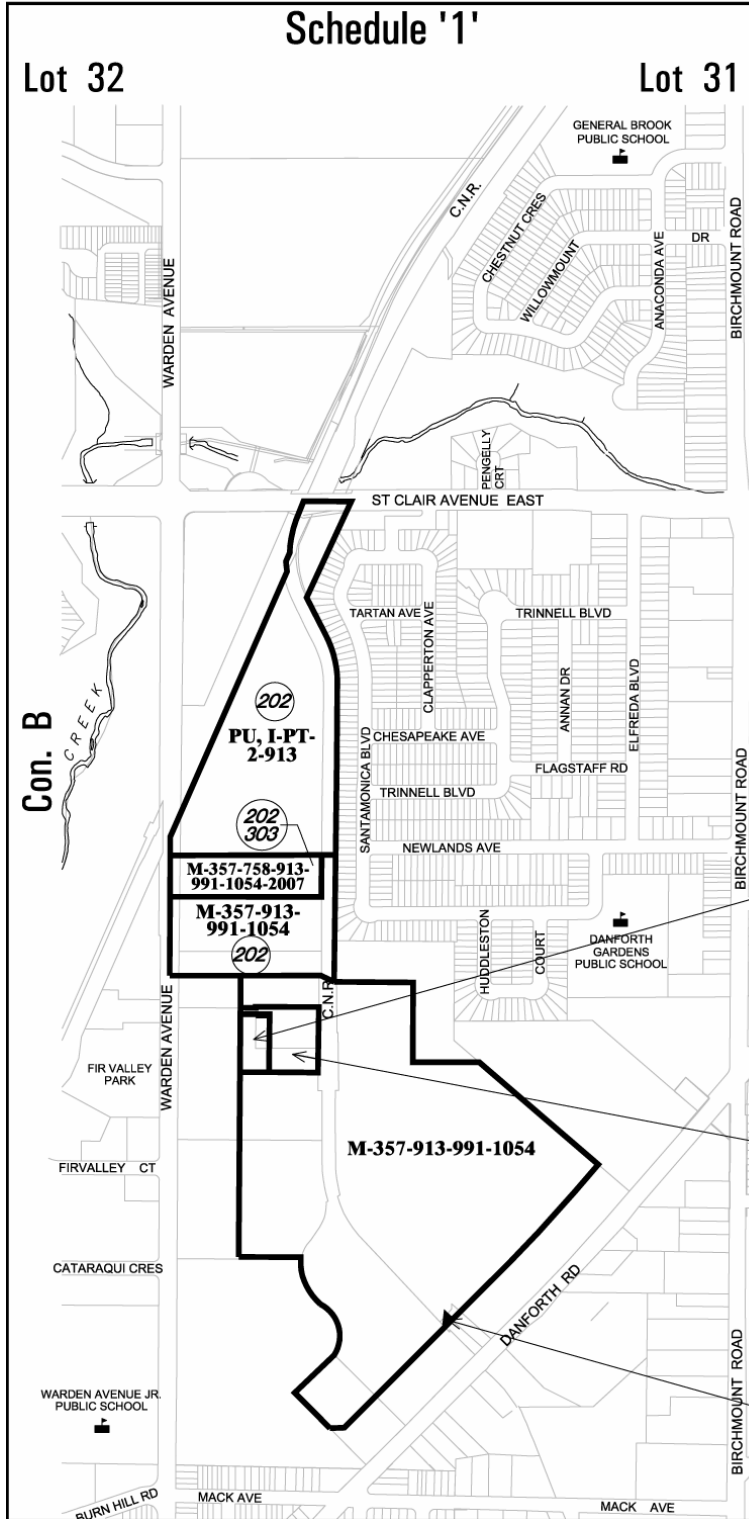 Schedule '1'
Lot 32
Lot 31
GENERAL BROOK
PUBLIC SCHOOL
C.N.R.
CHESTNUT CRES
WILLOWMOUNT
DR
ANACONDA AVE
BIRCHMOUNT ROAD
WARDEN AVENUE
PENGELLY
CRT
ST CLAIR AVENUE EAST
TARTAN AVE
CLAPPERTON AVE
TRINNELL BLVD
ANNAN DR
ELFREDA BLVD
CREEK
Con. B
202
PU, I-PT-
2-913
CHESAPEAKE AVE
FLAGSTAFF RD
TRINNELL BLVD
SANTAMONICA BLVD
BIRCHMOUNT ROAD
202
303
NEWLANDS AVE
M-357-758-913-
991-1054-2007
M-357-913-
991-1054
202
HUDDLESTON
COURT
DANFORTH
GARDENS
PUBLIC SCHOOL
C.N.R
WARDEN AVENUE
FIR VALLEY
PARK
M-357-913-991-1054
FIRVALLEY CT
CATARAQUI CRES
DANFORTH RD
WARDEN AVENUE JR.
PUBLIC SCHOOL
BIRCHMOUNT ROAD
BURN HILL RD
MACK AVE
MACK AVE